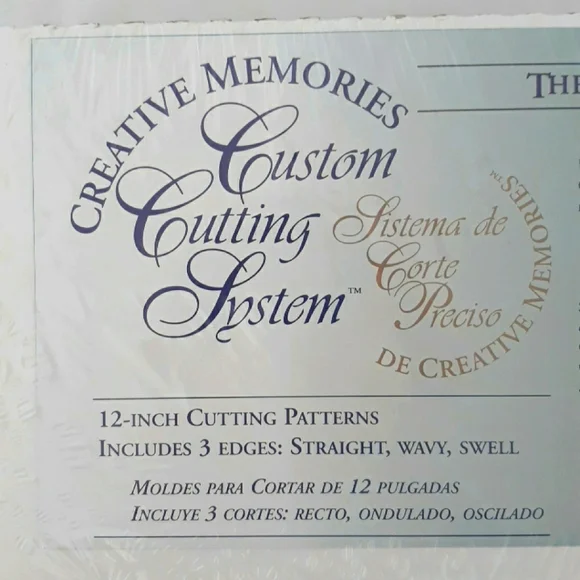 CREATIVE MEMORIES
Custom
Cutting
System™
Sistema de
Corte
Preciso
DE CREATIVE MEMORIES™
THE
12-INCH CUTTING PATTERNS
INCLUDES 3 EDGES: STRAIGHT, WAVY, SWELL
MOLDES PARA CORTAR DE 12 PULGADAS
INCLUYE 3 CORTES: RECTO, ONDULADO, OSCILADO